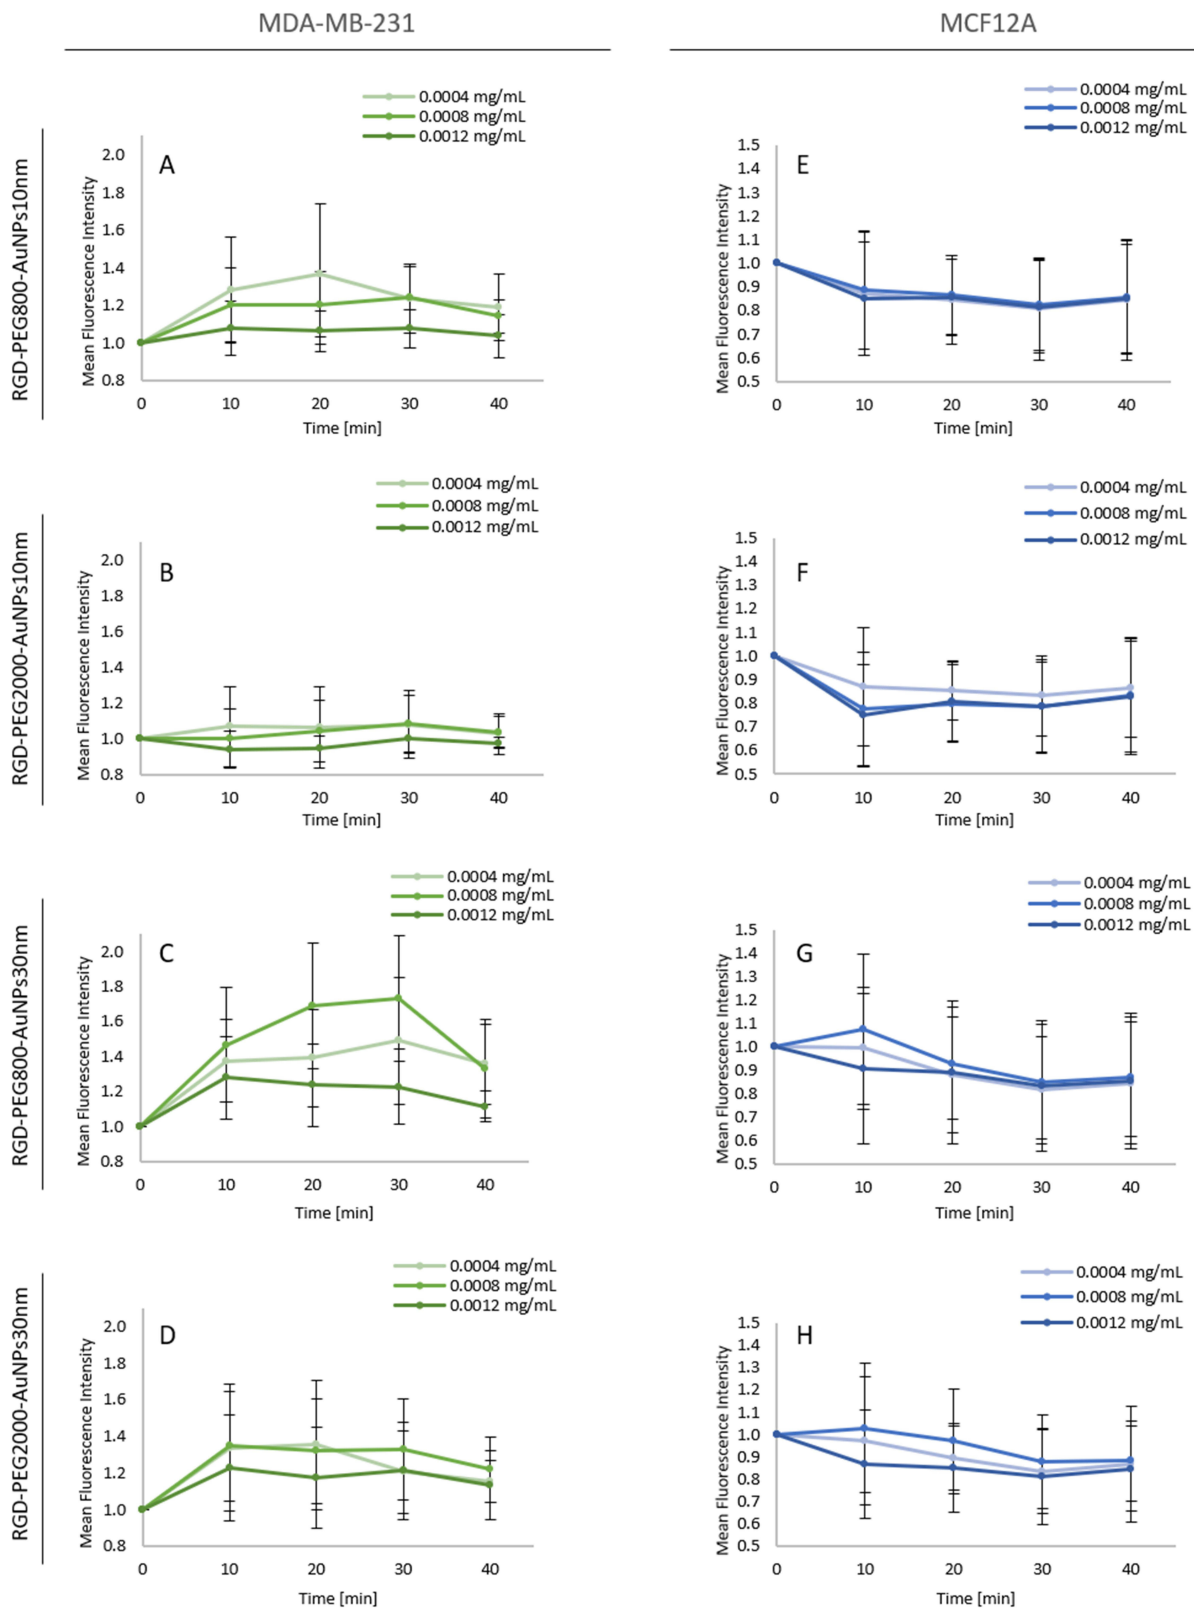 MDA-MB-231
MCF12A
RGD-PEG800-AuNPs10nm
0.0004 mg/mL
0.0008 mg/mL
0.0012 mg/mL
A
Mean Fluorescence Intensity
2.0
1.8
1.6
1.4
1.2
1.0
0.8
0 10 20 30 40
Time [min]
0.0004 mg/mL
0.0008 mg/mL
0.0012 mg/mL
E
Mean Fluorescence Intensity
1.5
1.4
1.3
1.2
1.1
1.0
0.9
0.8
0.7
0.6
0.5
0 10 20 30 40
Time [min]
RGD-PEG2000-AuNPs10nm
0.0004 mg/mL
0.0008 mg/mL
0.0012 mg/mL
B
Mean Fluorescence Intensity
2.0
1.8
1.6
1.4
1.2
1.0
0.8
0 10 20 30 40
Time [min]
0.0004 mg/mL
0.0008 mg/mL
0.0012 mg/mL
F
Mean Fluorescence Intensity
1.5
1.4
1.3
1.2
1.1
1.0
0.9
0.8
0.7
0.6
0.5
0 10 20 30 40
Time [min]
RGD-PEG800-AuNPs30nm
0.0004 mg/mL
0.0008 mg/mL
0.0012 mg/mL
C
Mean Fluorescence Intensity
2.0
1.8
1.6
1.4
1.2
1.0
0.8
0 10 20 30 40
Time [min]
0.0004 mg/mL
0.0008 mg/mL
0.0012 mg/mL
G
Mean Fluorescence Intensity
1.5
1.4
1.3
1.2
1.1
1.0
0.9
0.8
0.7
0.6
0.5
0 10 20 30 40
Time [min]
RGD-PEG2000-AuNPs30nm
0.0004 mg/mL
0.0008 mg/mL
0.0012 mg/mL
D
Mean Fluorescence Intensity
2.0
1.8
1.6
1.4
1.2
1.0
0.8
0 10 20 30 40
Time [min]
0.0004 mg/mL
0.0008 mg/mL
0.0012 mg/mL
H
Mean Fluorescence Intensity
1.5
1.4
1.3
1.2
1.1
1.0
0.9
0.8
0.7
0.6
0.5
0 10 20 30 40
Time [min]